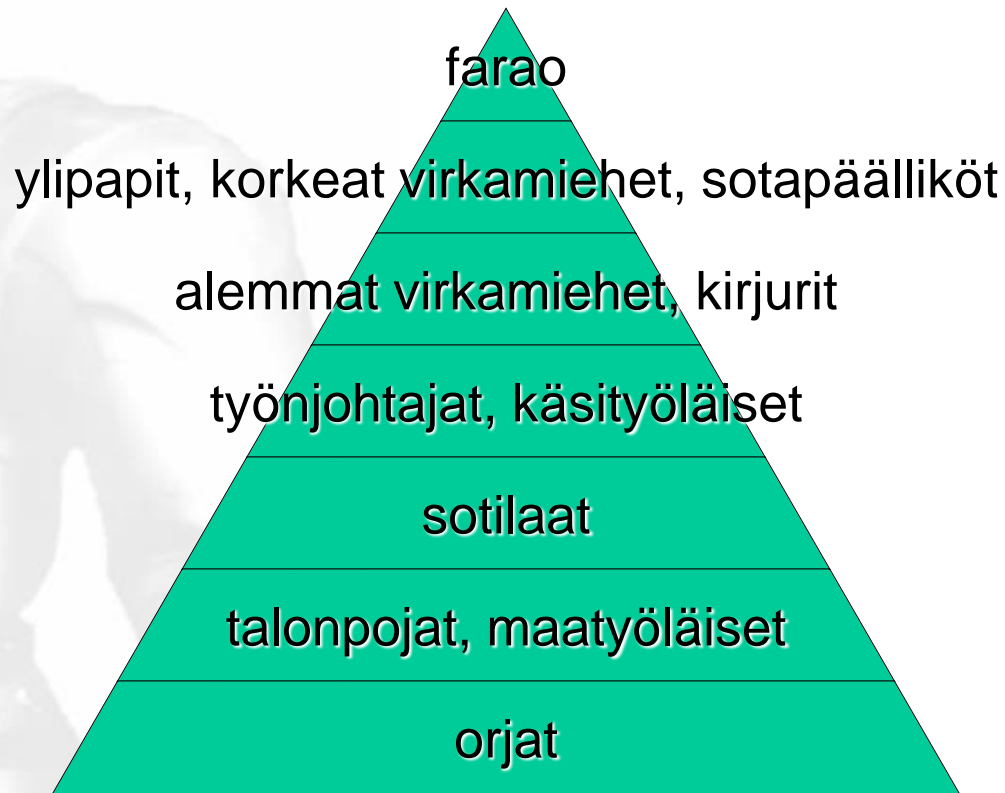 farao
ylipapit, korkeat virkamiehet, sotapäälliköt
alemmat virkamiehet, kirjurit
työnjohtajat, käsityöläiset
sotilaat
talonpojat, maatyöläiset
orjat